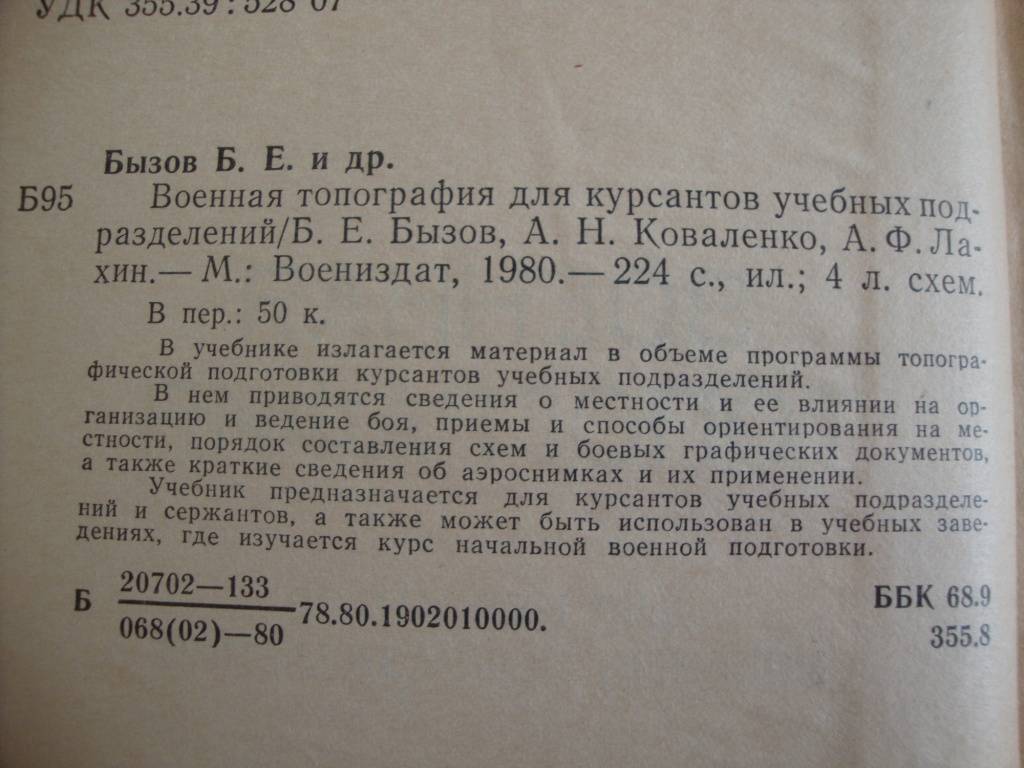 УДК 355.39 : 528 07
Бызов Б. Е. и др.
Б95 Военная топография для курсантов учебных под-
разделений/Б. Е. Бызов, А. Н. Коваленко, А. Ф. Ла-
хин.— М.: Воениздат, 1980.— 224 с., ил.; 4 л. схем.
В пер.: 50 к.
В учебнике излагается материал в объеме программы топогра-
фической подготовки курсантов учебных подразделений.
В нем приводятся сведения о местности и ее влиянии на ор-
ганизацию и ведение боя, приемы и способы ориентирования на ме-
стности, порядок составления схем и боевых графических документов,
а также краткие сведения об аэроснимках и их применении.
Учебник предназначается для курсантов учебных подразделе-
ний и сержантов, а также может быть использован в учебных заве-
дениях, где изучается курс начальной военной подготовки.
Б 20702—133
068(02)—80 78.80.1902010000.
ББК 68.9
355.8